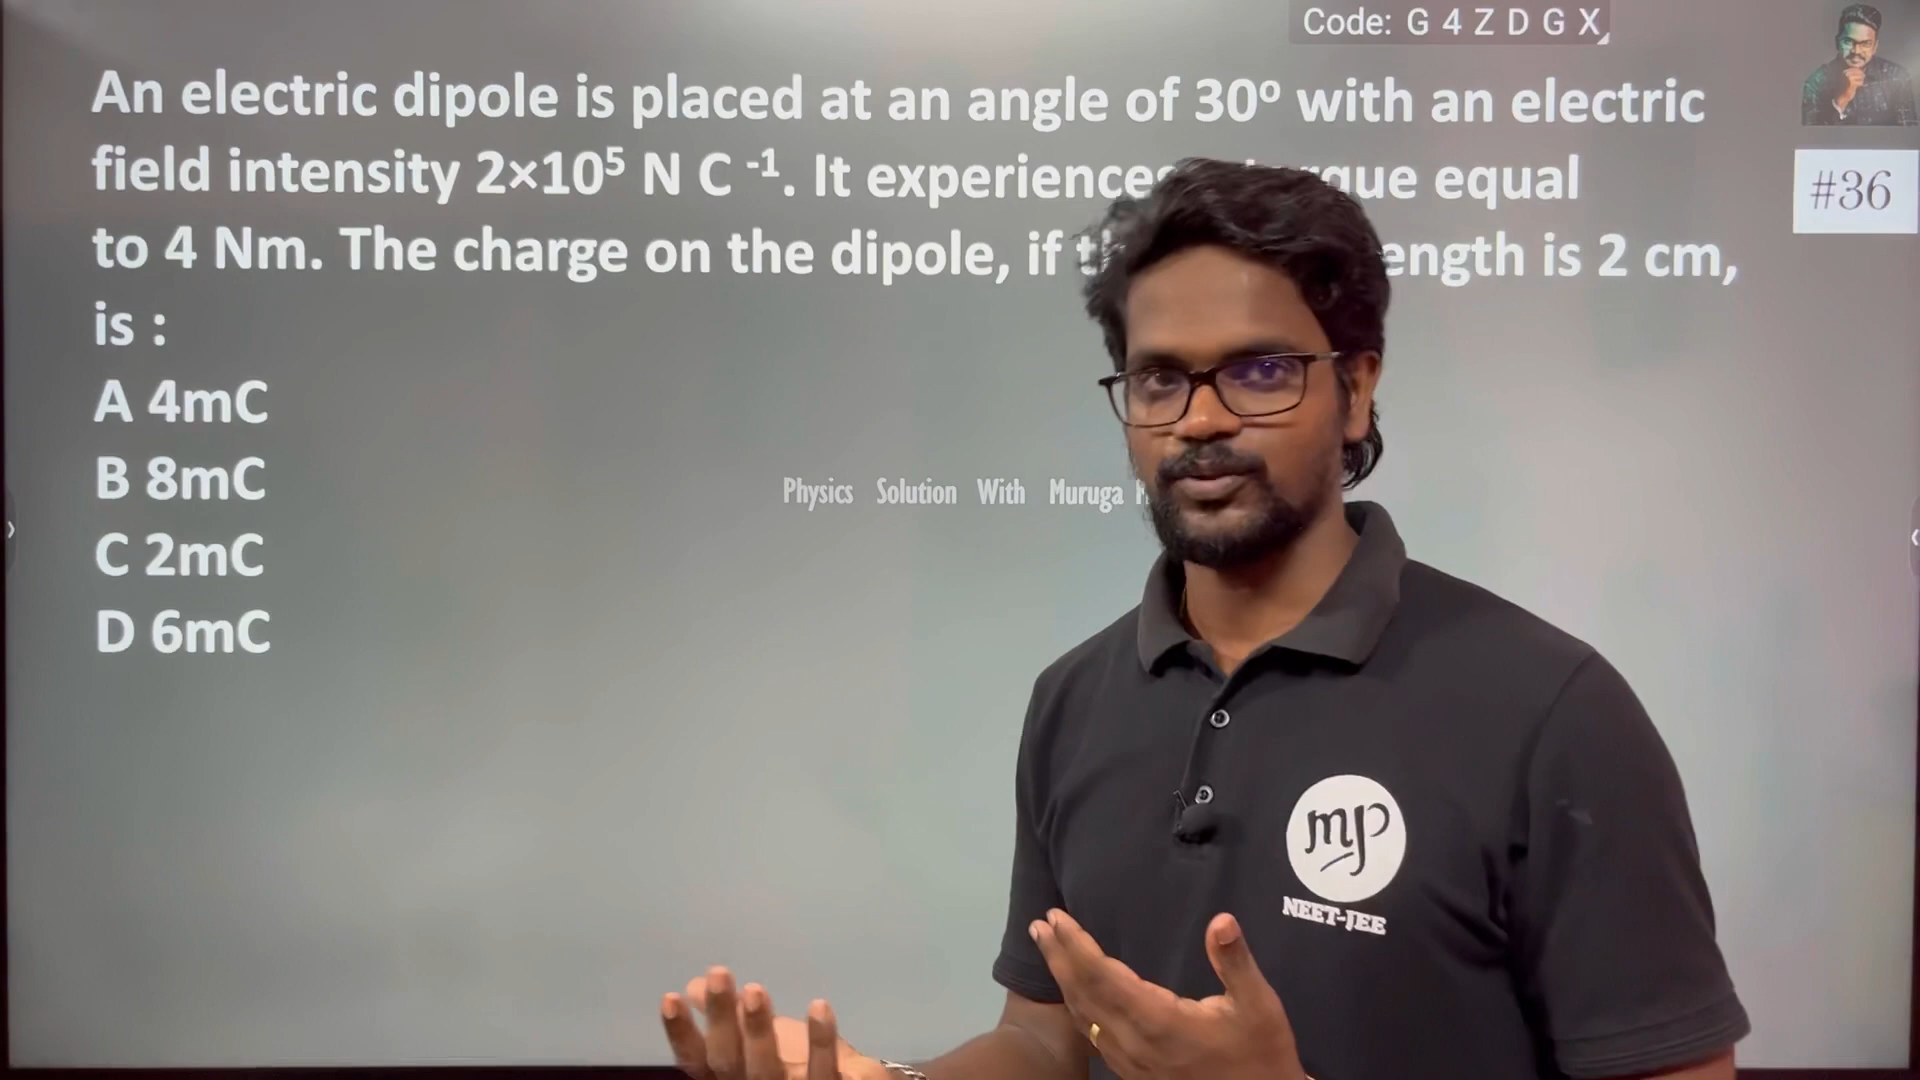 Code: G 4 Z D G X
An electric dipole is placed at an angle of 30º with an electric
field intensity 2×10⁵ N C ⁻¹. It experiences equal
#36
to 4 Nm. The charge on the dipole, if is 2 cm,
is :
A 4mC
B 8mC
C 2mC
D 6mC
Physics Solution With Muruga
mp
NEET-JEE